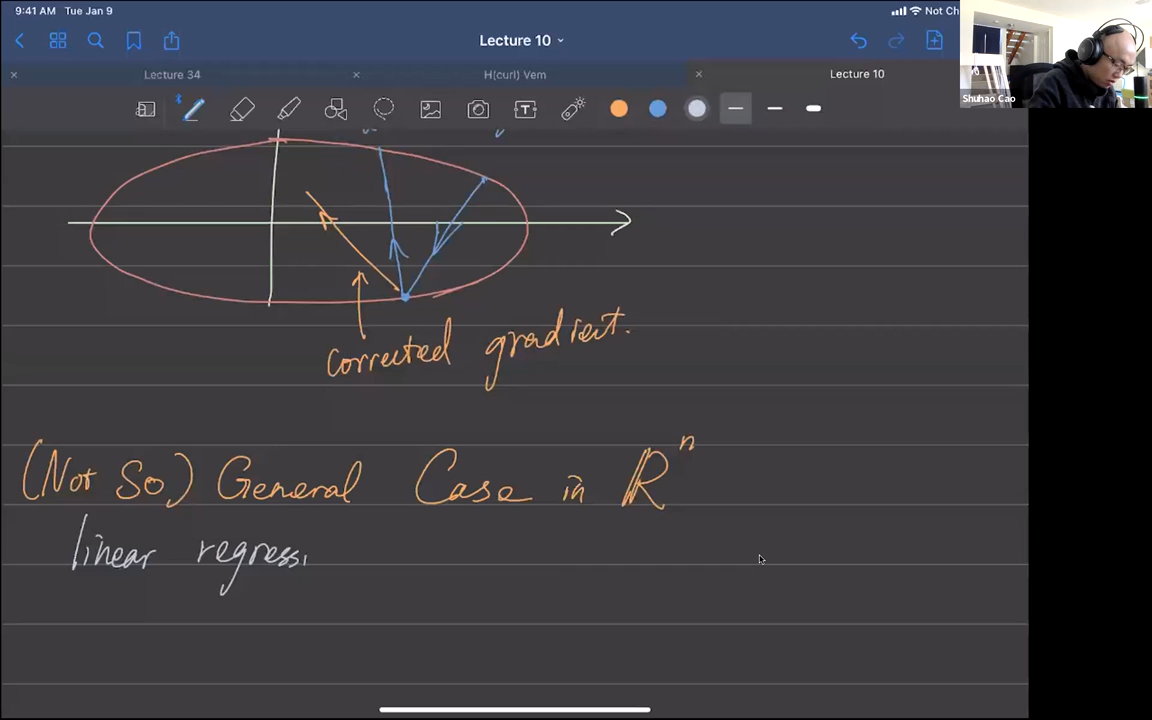 9:41 AM Tue Jan 9
Not Ch
Lecture 10
Lecture 34
H(curl) Vem
Lecture 10
Shuhao Cao
corrected gradient.
(Not So) General Case in ℝⁿ
linear regressi